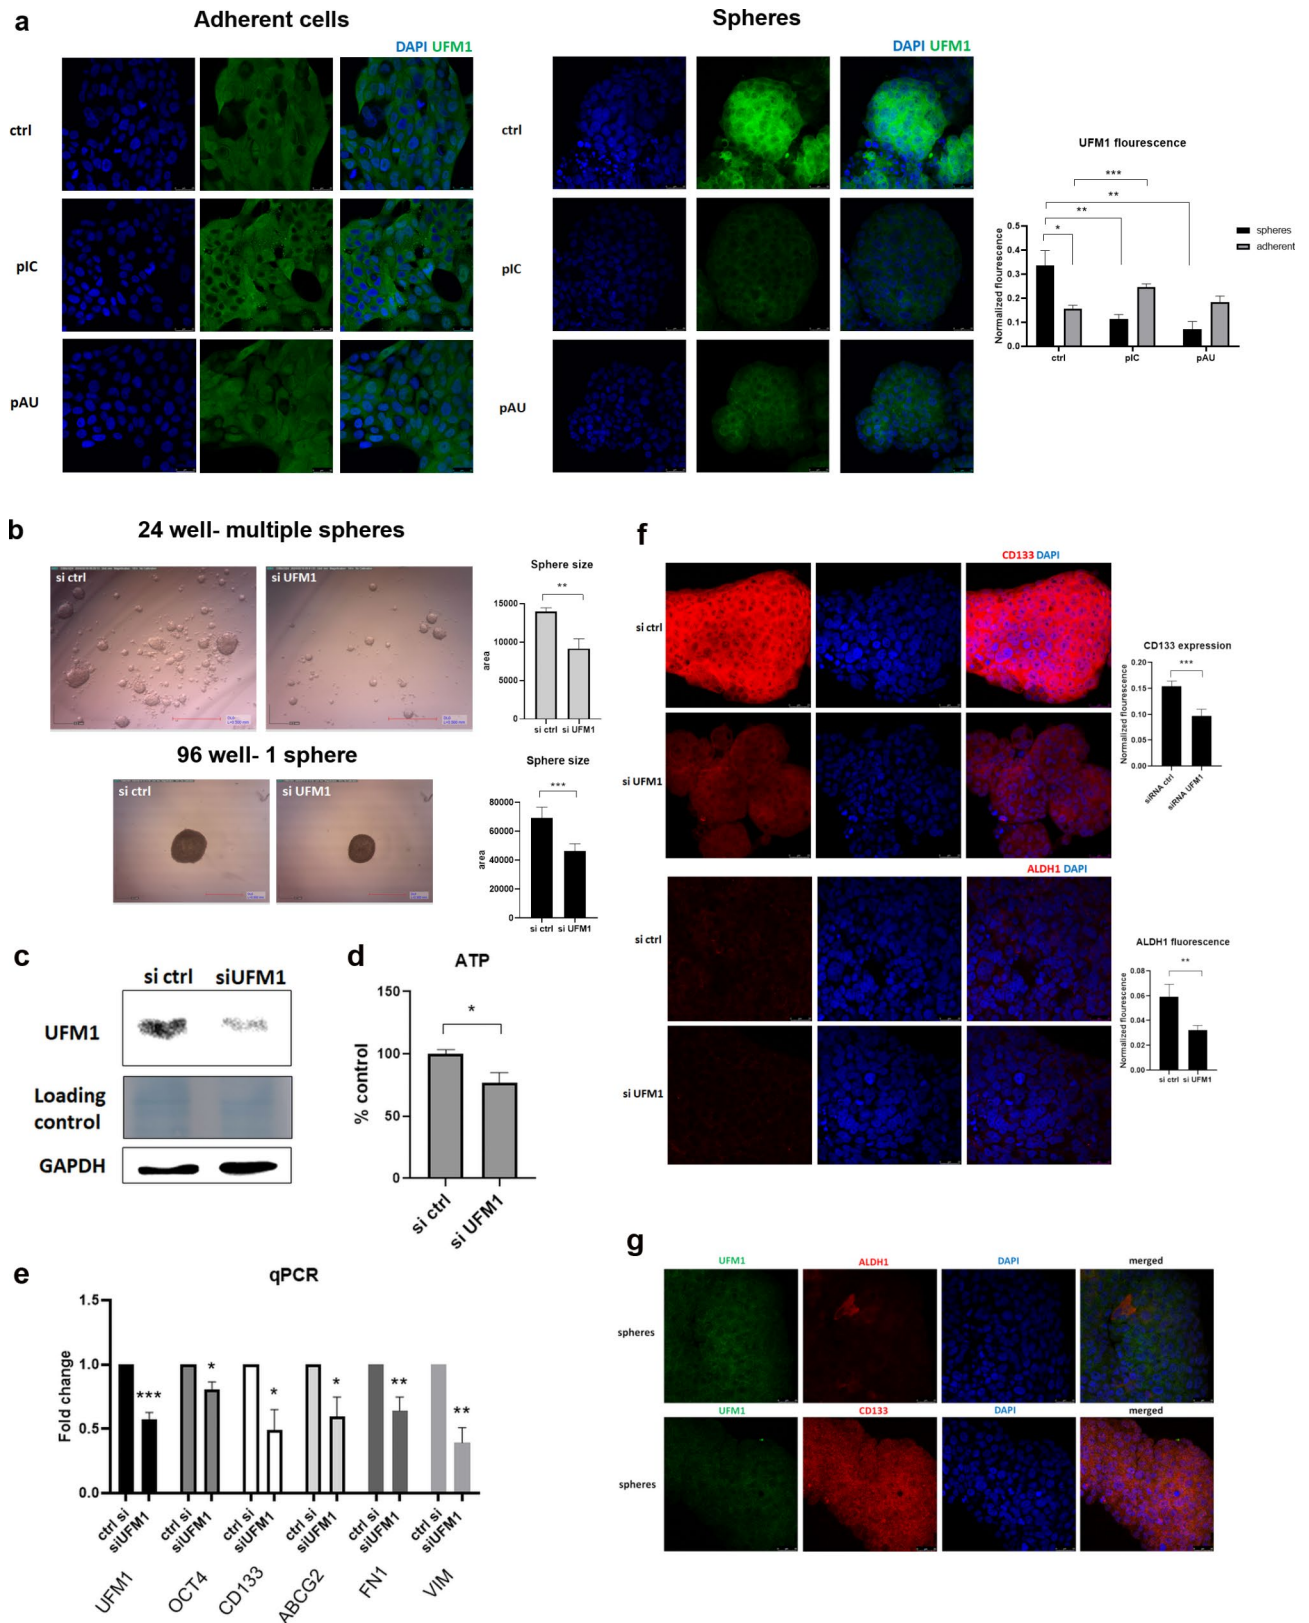 a
Adherent cells
Spheres
DAPI UFM1
DAPI UFM1
ctrl
pIC
pAU
ctrl
pIC
pAU
UFM1 flourescence
***
**
**
*
Normalized flourescence
0.5
0.4
0.3
0.2
0.1
0.0
ctrl
pIC
pAU
spheres
adherent
b
24 well- multiple spheres
si ctrl
si UFM1
Sphere size
**
area
15000
10000
5000
0
si ctrl si UFM1
96 well- 1 sphere
si ctrl
si UFM1
Sphere size
***
area
80000
60000
40000
20000
0
si ctrl si UFM1
c
si ctrl
siUFM1
UFM1
Loading
control
GAPDH
d
ATP
*
% control
150
100
50
0
si ctrl
si UFM1
e
qPCR
Fold change
1.5
1.0
0.5
0.0
***
*
*
*
**
**
ctrl si
siUFM1
ctrl si
siUFM1
ctrl si
siUFM1
ctrl si
siUFM1
ctrl si
siUFM1
ctrl si
siUFM1
UFM1
OCT4
CD133
ABCG2
FN1
VIM
f
CD133 DAPI
si ctrl
si UFM1
CD133 expression
***
Normalized flourescence
0.20
0.15
0.10
0.05
0.00
siRNA ctrl
siRNA UFM1
ALDH1 DAPI
si ctrl
si UFM1
ALDH1 fluorescence
**
Normalized flourescence
0.08
0.06
0.04
0.02
0.00
si ctrl si UFM1
g
UFM1
ALDH1
DAPI
merged
spheres
UFM1
CD133
DAPI
merged
spheres